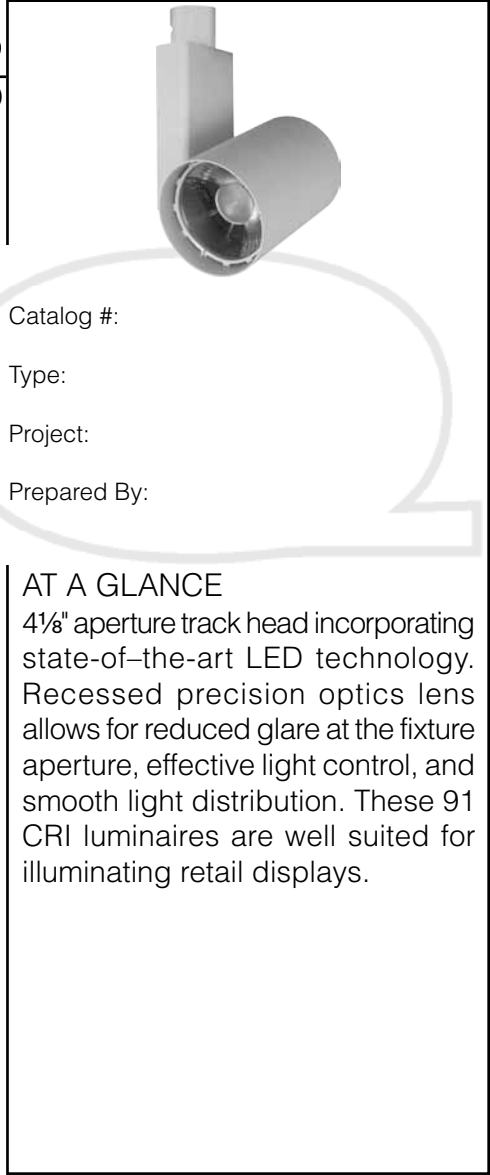 Catalog #:
Type:
Project:
Prepared By:
AT A GLANCE
4⅛" aperture track head incorporating
state-of–the-art LED technology.
Recessed precision optics lens
allows for reduced glare at the fixture
aperture, effective light control, and
smooth light distribution. These 91
CRI luminaires are well suited for
illuminating retail displays.